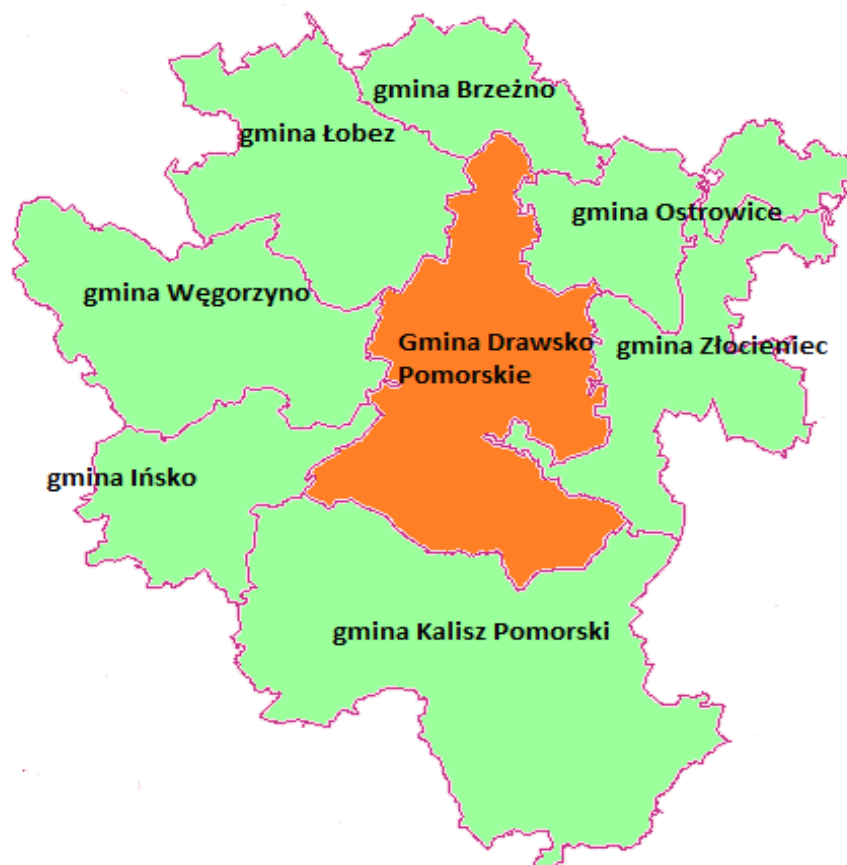 gmina Brzeżno
gmina Łobez
gmina Ostrowice
gmina Węgorzyno
Gmina Drawsko
Pomorskie
gmina Złocieniec
gmina Ińsko
gmina Kalisz Pomorski